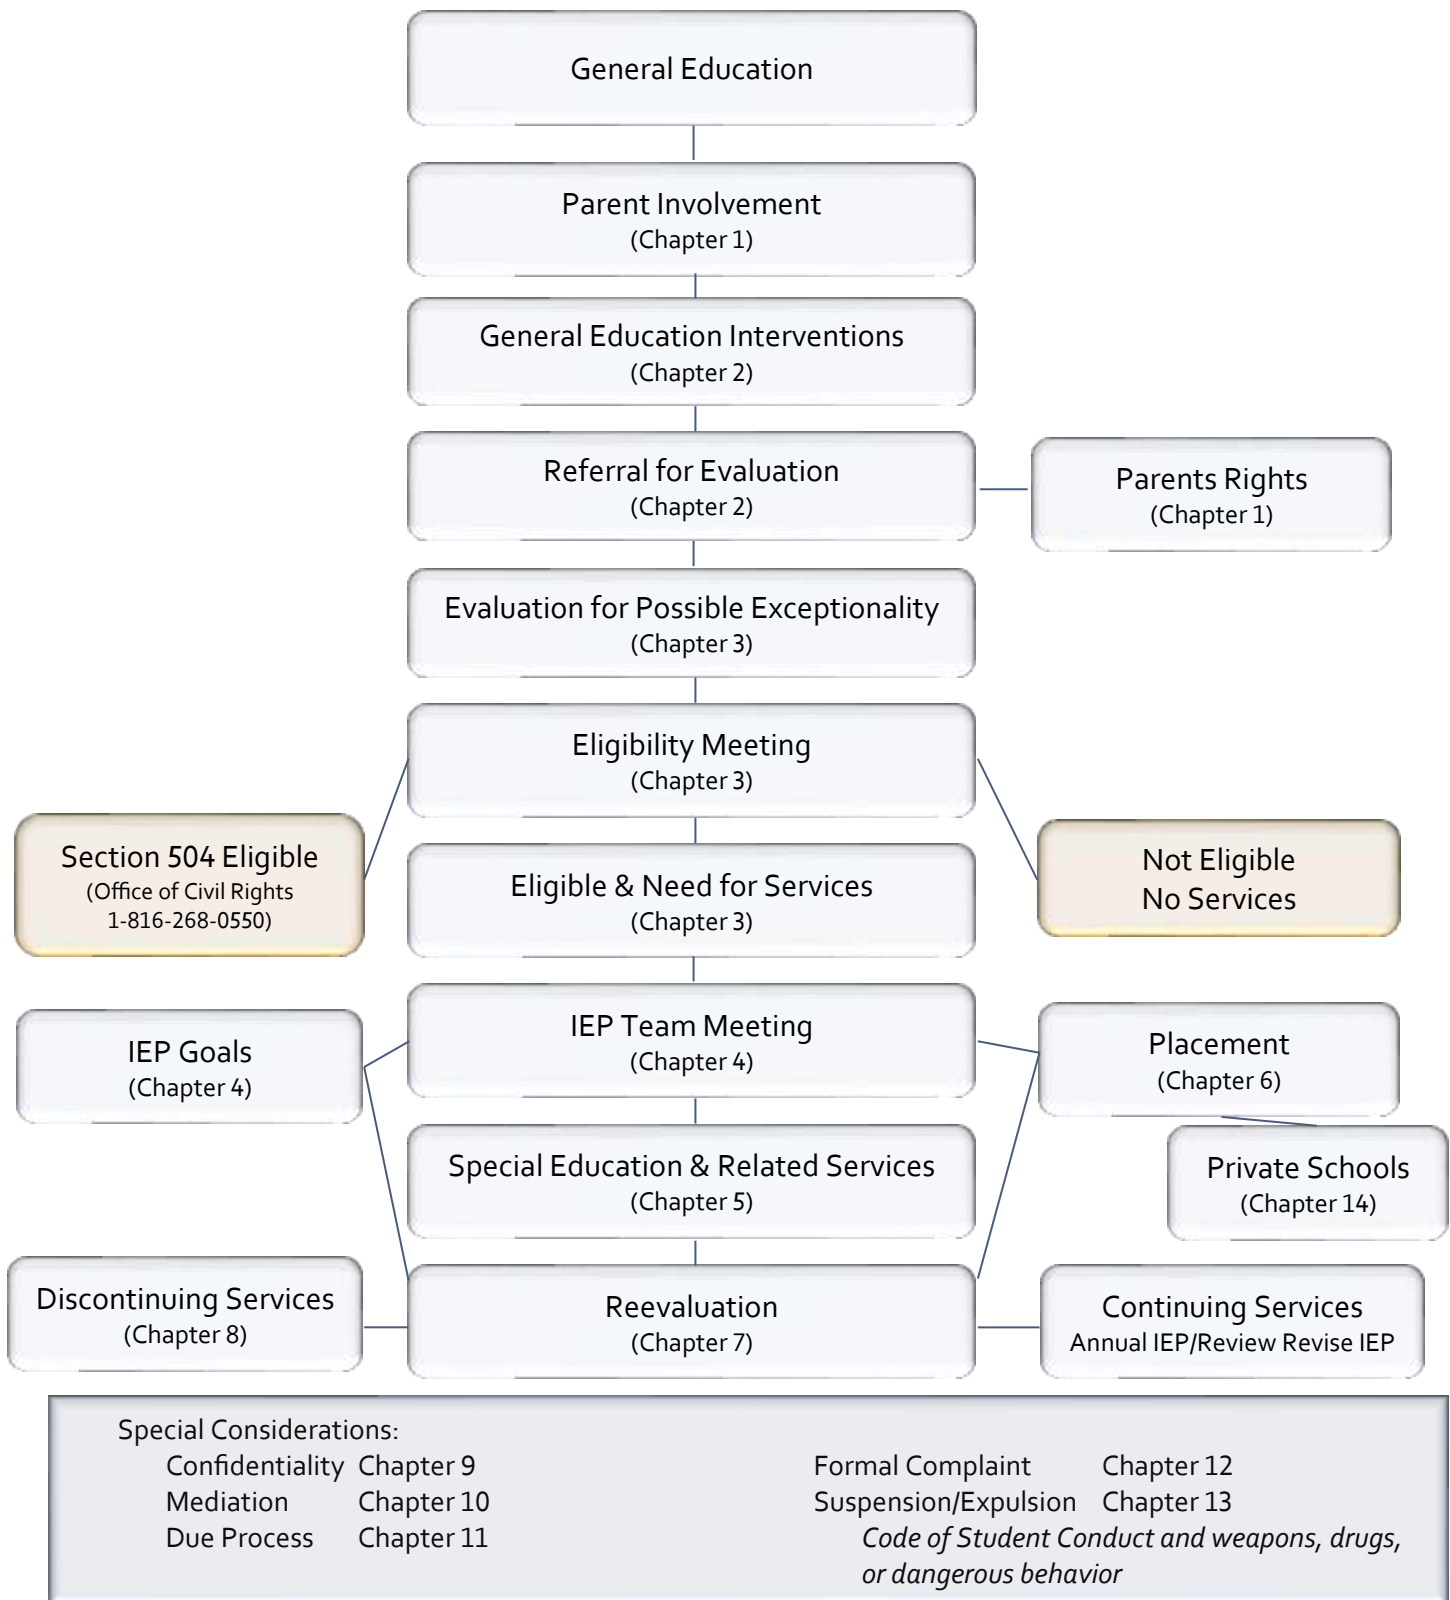 General Education
Parent Involvement
(Chapter 1)
General Education Interventions
(Chapter 2)
Referral for Evaluation
(Chapter 2)
Parents Rights
(Chapter 1)
Evaluation for Possible Exceptionality
(Chapter 3)
Eligibility Meeting
(Chapter 3)
Section 504 Eligible
(Office of Civil Rights
1-816-268-0550)
Eligible & Need for Services
(Chapter 3)
Not Eligible
No Services
IEP Goals
(Chapter 4)
IEP Team Meeting
(Chapter 4)
Placement
(Chapter 6)
Special Education & Related Services
(Chapter 5)
Private Schools
(Chapter 14)
Discontinuing Services
(Chapter 8)
Reevaluation
(Chapter 7)
Continuing Services
Annual IEP/Review Revise IEP
Special Considerations:
Confidentiality Chapter 9
Mediation Chapter 10
Due Process Chapter 11
Formal Complaint Chapter 12
Suspension/Expulsion Chapter 13
Code of Student Conduct and weapons, drugs,
or dangerous behavior